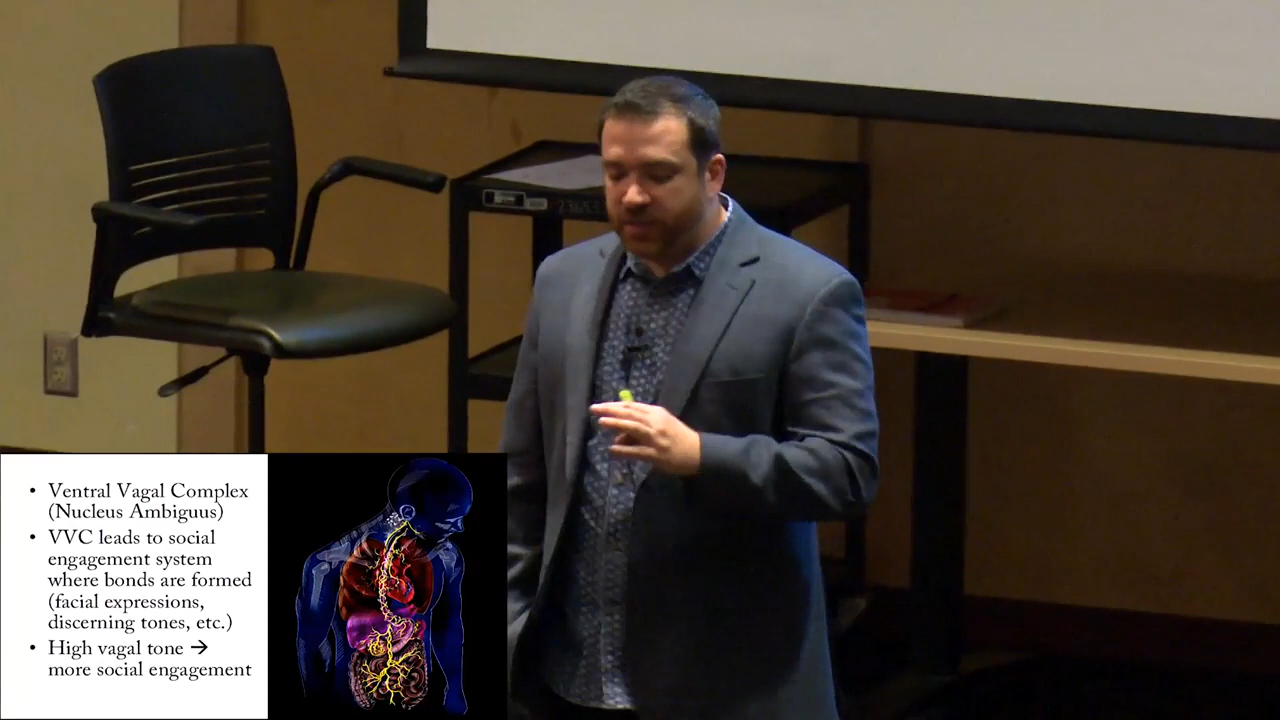 23653
• Ventral Vagal Complex
(Nucleus Ambiguus)
• VVC leads to social
engagement system
where bonds are formed
(facial expressions,
discerning tones, etc.)
• High vagal tone →
more social engagement